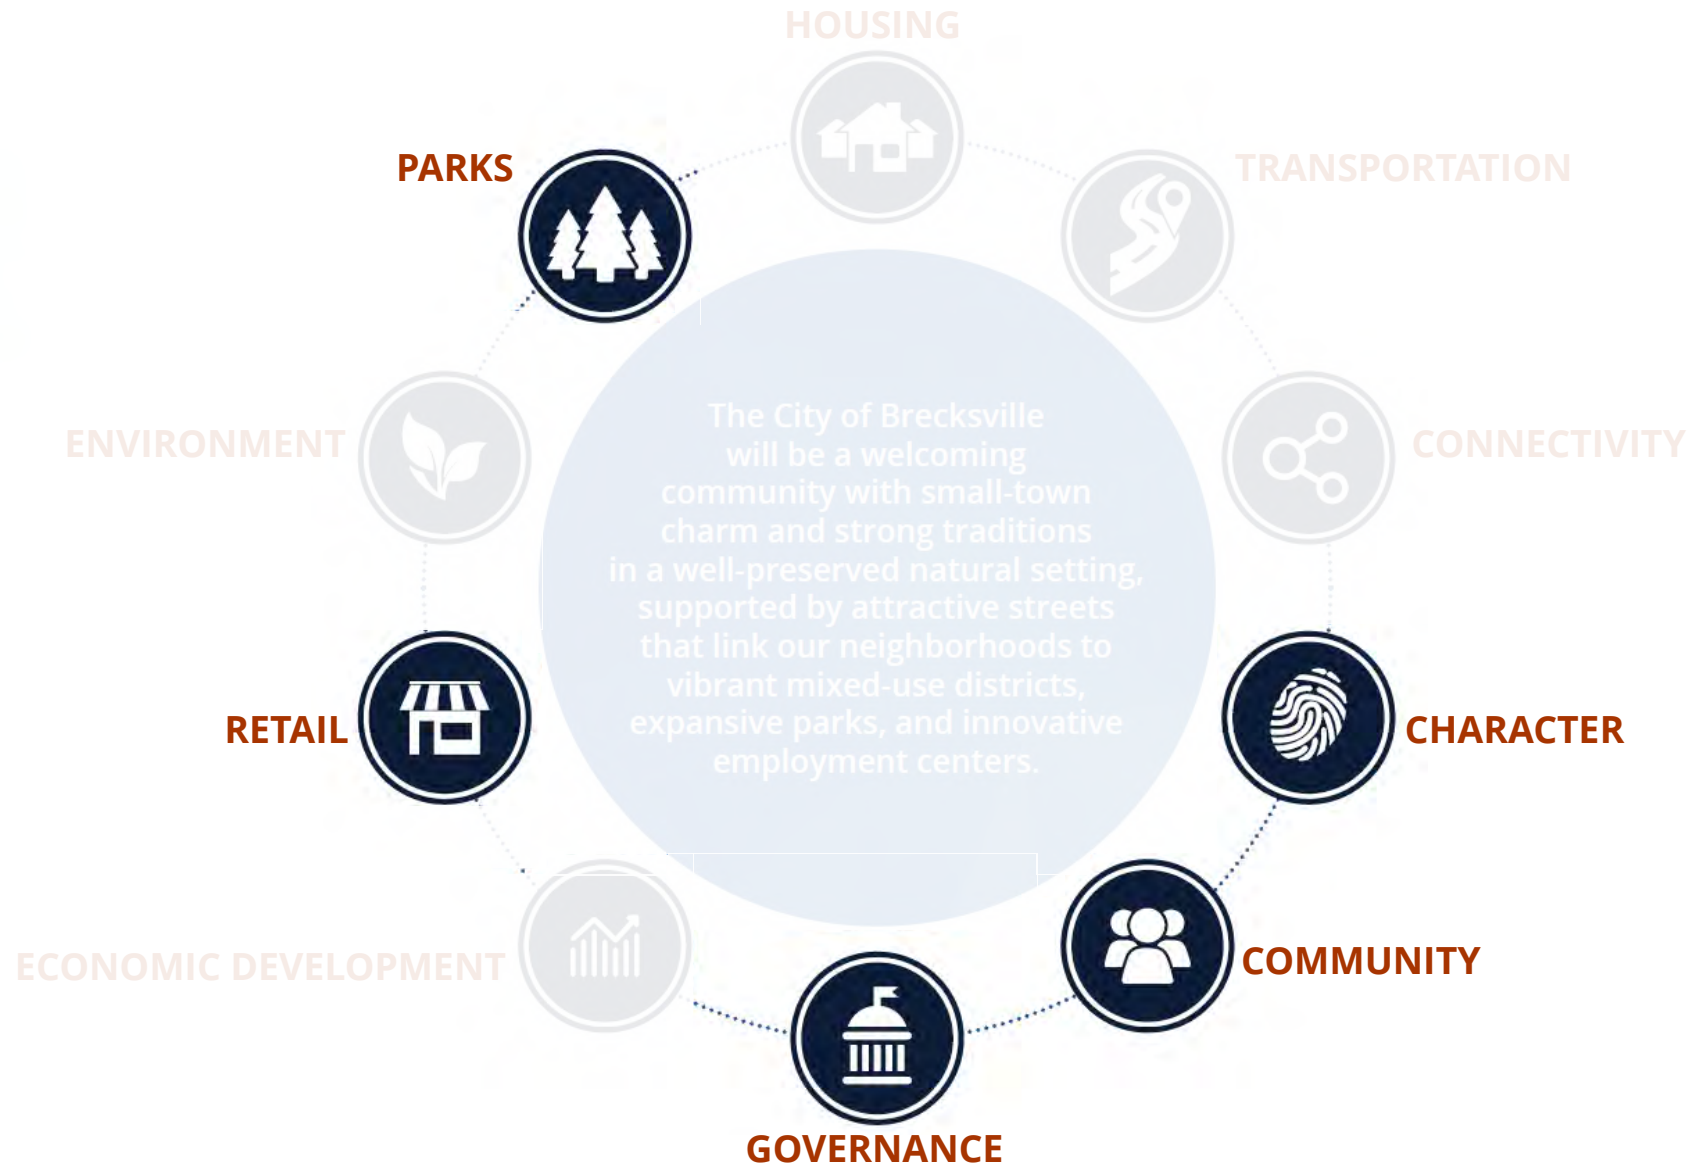 HOUSING
PARKS
TRANSPORTATION
ENVIRONMENT
CONNECTIVITY
The City of Brecksville
will be a welcoming
community with small-town
charm and strong traditions
in a well-preserved natural setting,
supported by attractive streets
that link our neighborhoods to
vibrant mixed-use districts,
expansive parks, and innovative
employment centers.
RETAIL
CHARACTER
ECONOMIC DEVELOPMENT
COMMUNITY
GOVERNANCE